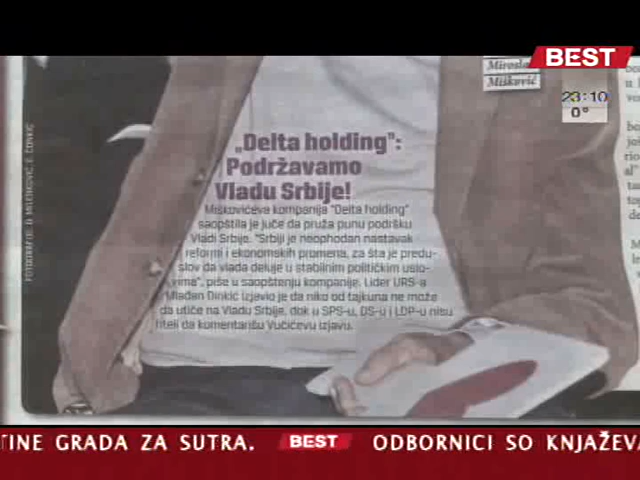 BEST
Mirosla
Mišković
23:10
0°
„Delta holding":
Podržavamo
Vladu Srbije!
Miškovićeva kompanija "Delta holding"
saopštila je juče da pruža punu podršku
Vladi Srbije. "Srbiji je neophodan nastavak
reformi i ekonomskih promena, za šta je predu-
slov da vlada deluje u stabilnim političkim uslo-
vima", piše u saopštenju kompanije. Lider URS-a
Mlađan Dinkić izjavio je da niko od tajkuna ne može
da utiče na Vladu Srbije, dok u SPS-u, DS-u i LDP-u nisu
hteli da komentarišu Vučićevu izjavu.
TINE GRADA ZA SUTRA. BEST ODBORNICI SO KNJAŽEVA